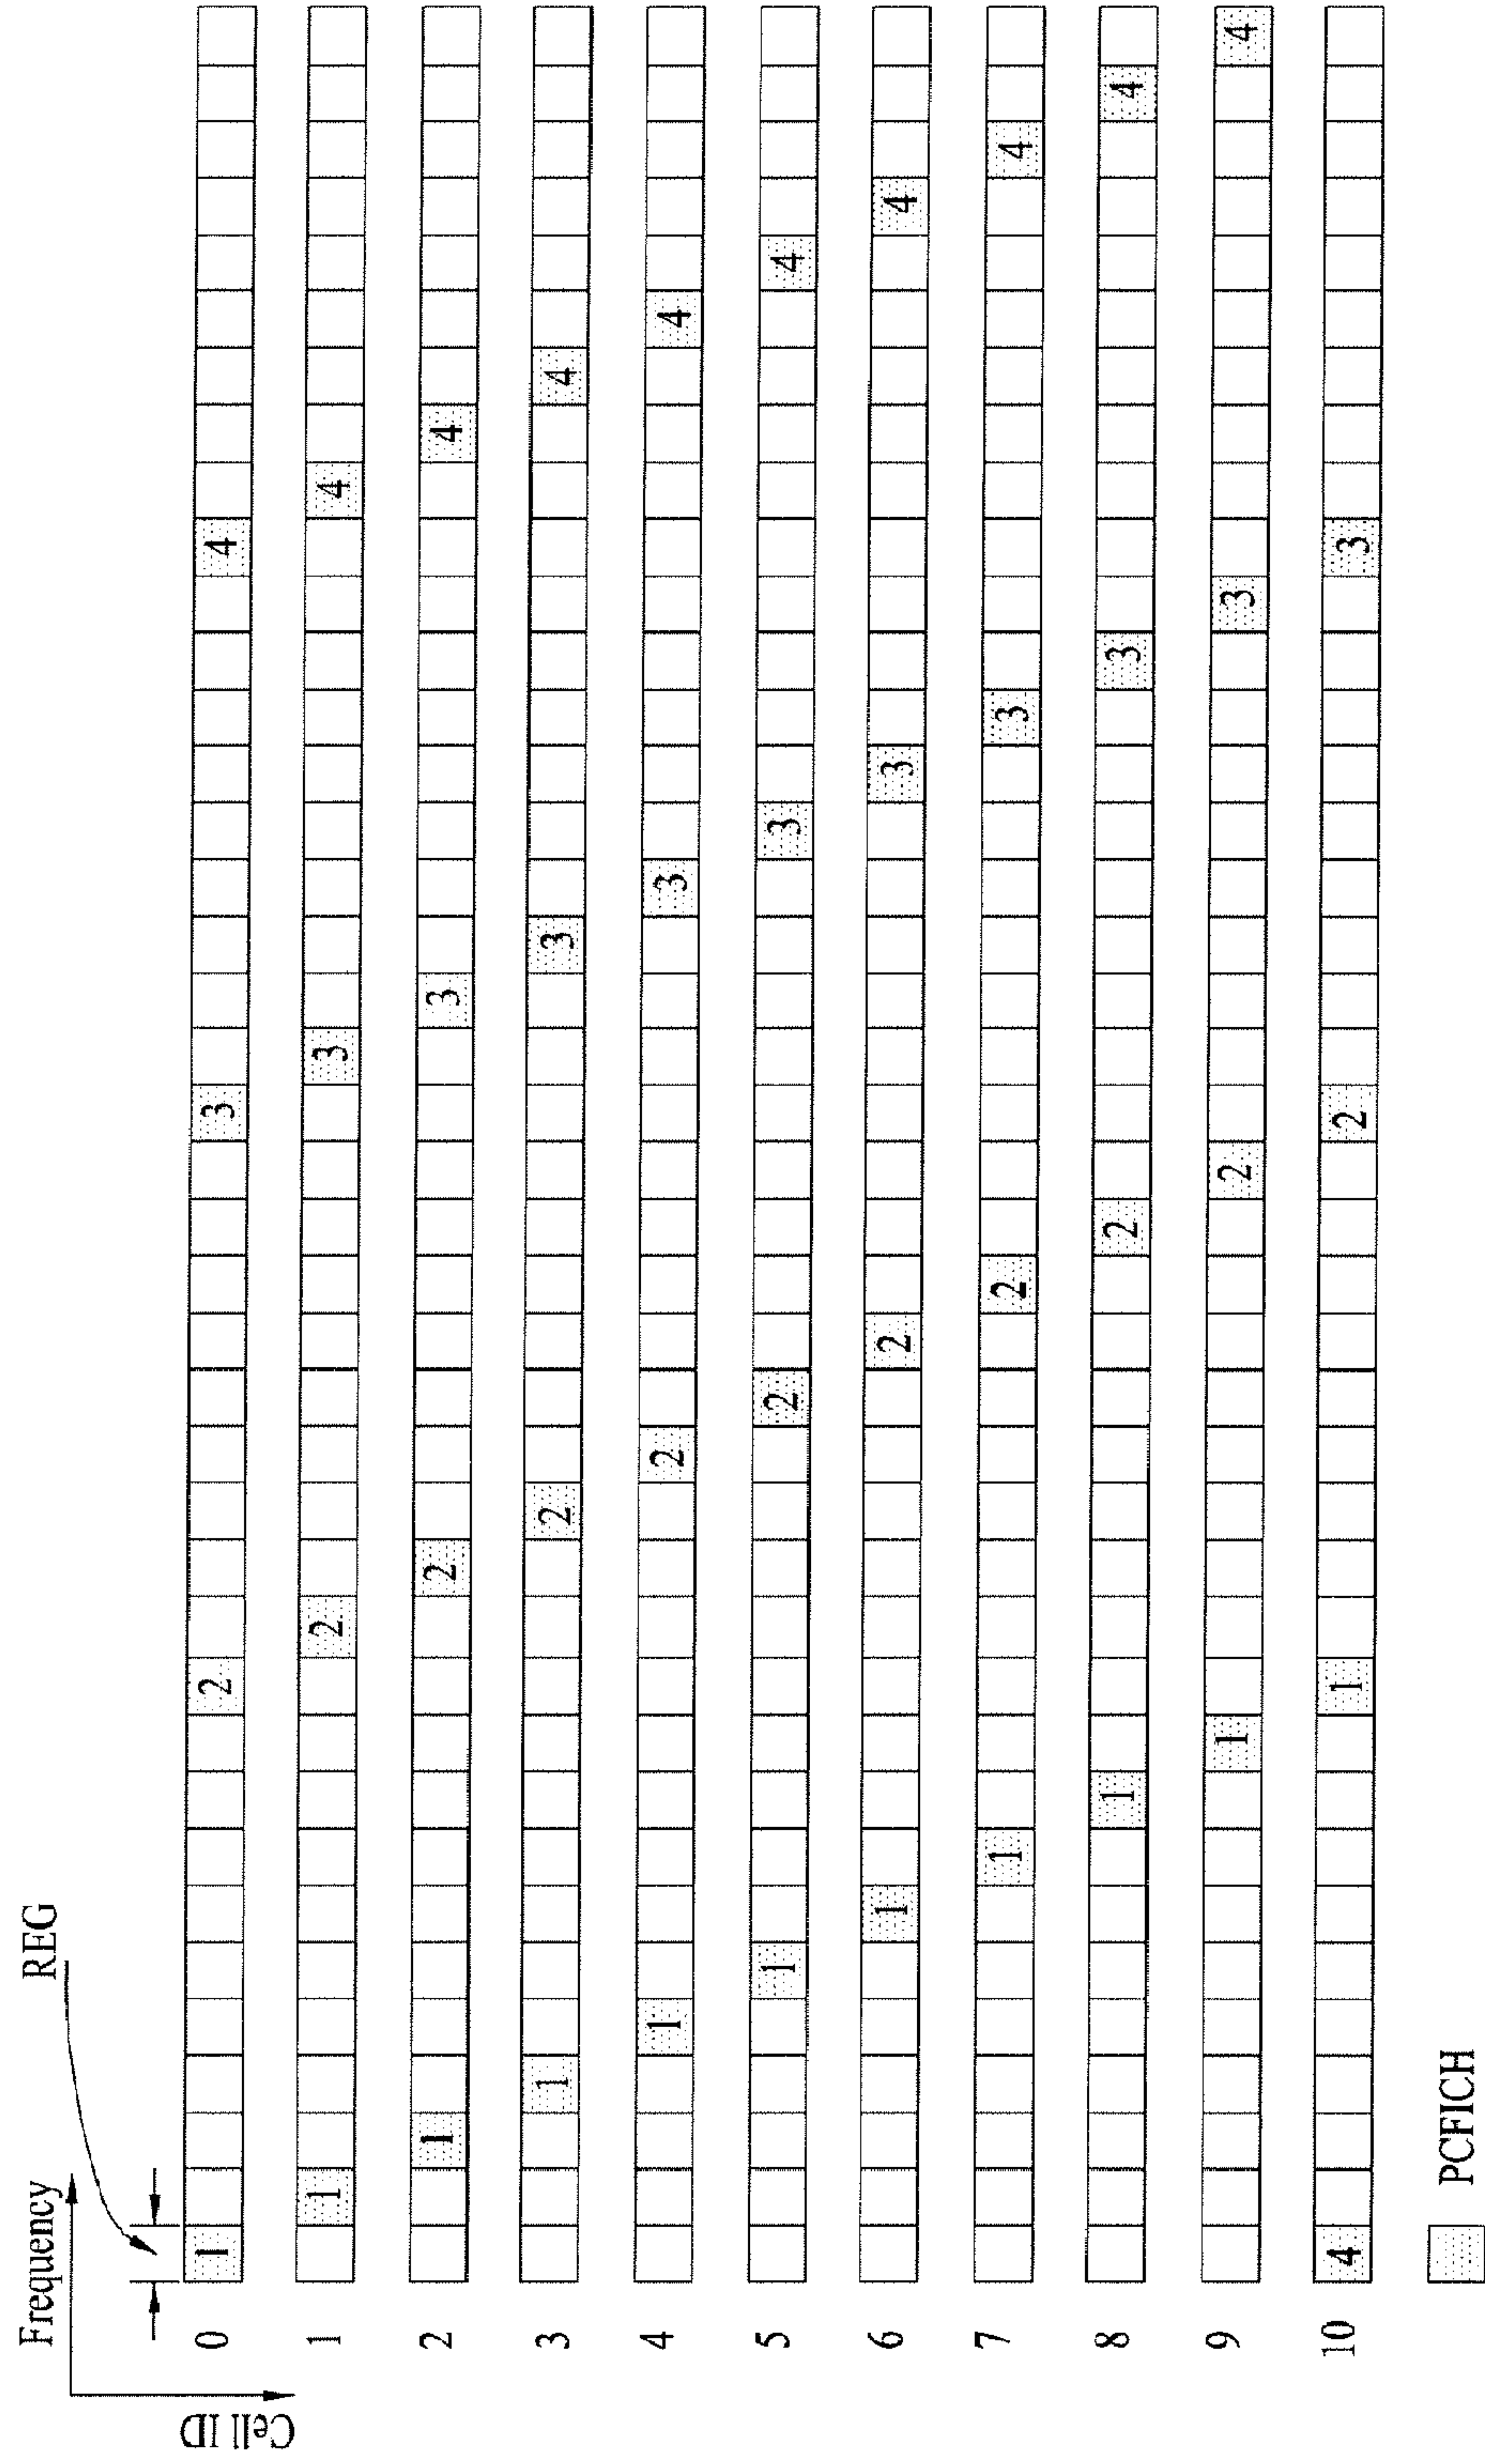 Frequency
REG
Cell ID
0 1 2 3 4
1 1 2 3 4
2 1 2 3 4
3 1 2 3 4
4 1 2 3 4
5 1 2 3 4
6 1 2 3 4
7 1 2 3 4
8 1 2 3 4
9 1 2 3 4
10 4 1 2 3
PCFICH